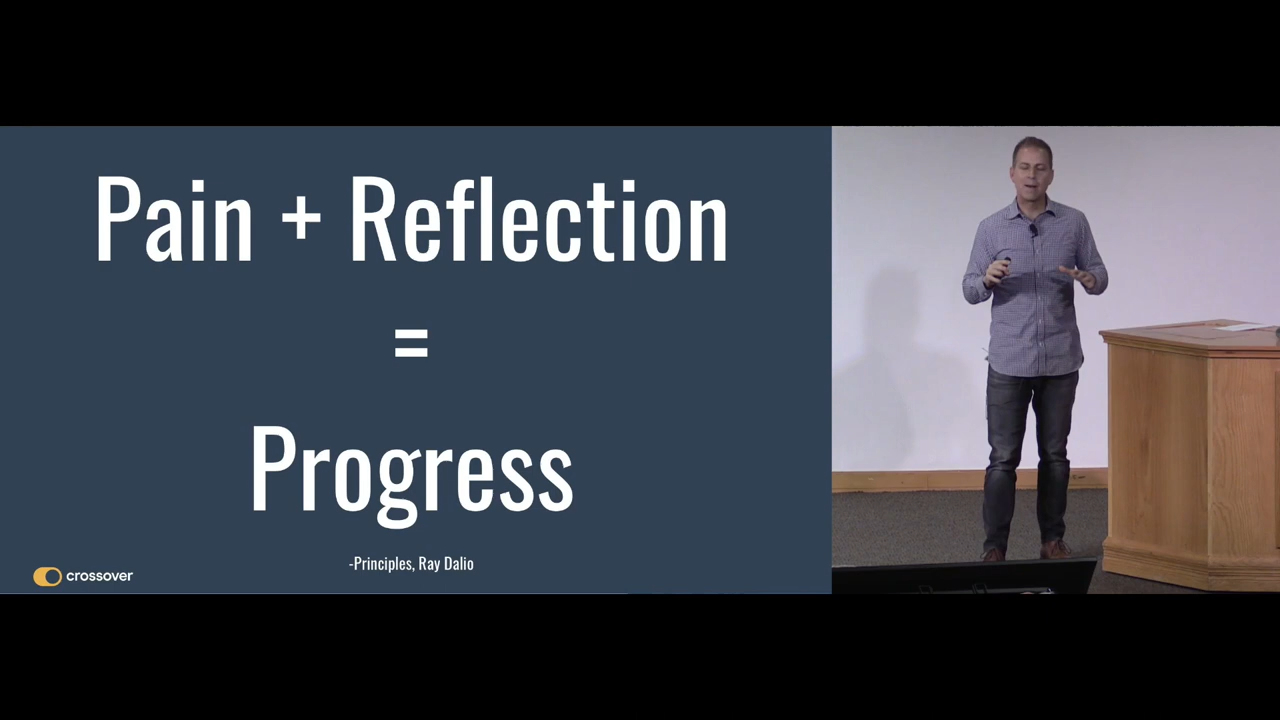 Pain + Reflection
=
Progress
-Principles, Ray Dalio
crossover